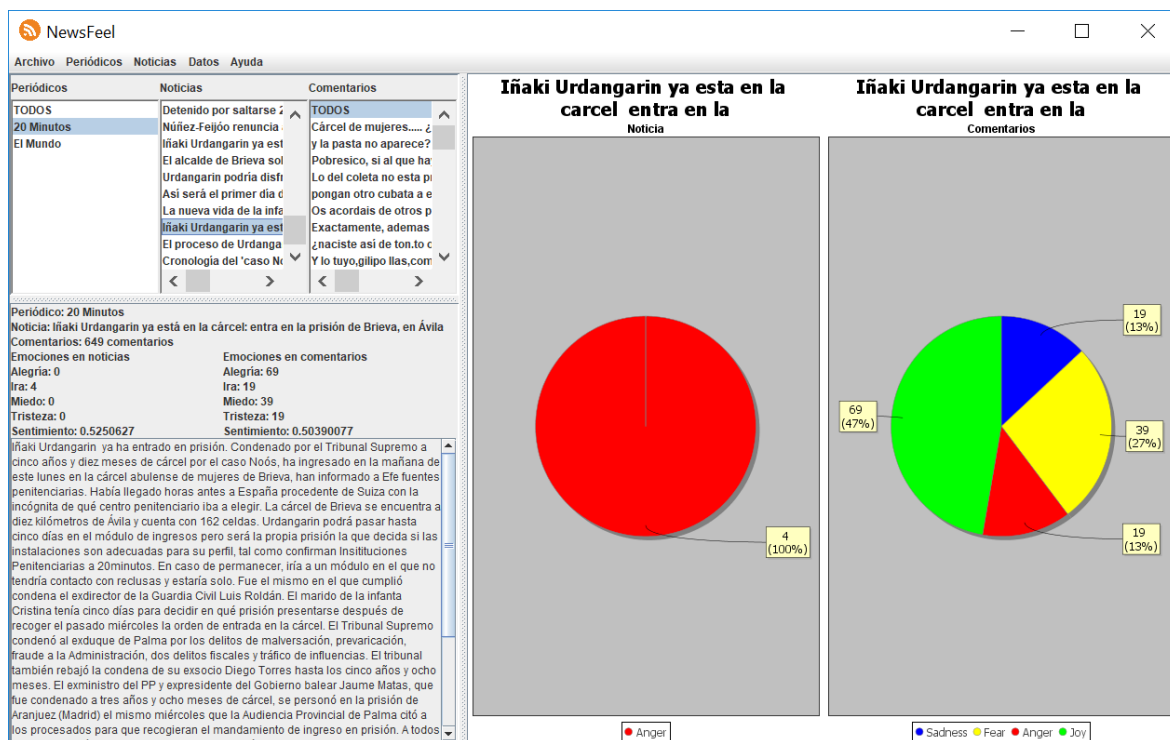 NewsFeel
Archivo Periódicos Noticias Datos Ayuda
Periódicos
TODOS
20 Minutos
El Mundo
Noticias
Detenido por saltarse 2
Núñez-Feijóo renuncia
Iñaki Urdangarin ya est
El alcalde de Brieva sol
Urdangarin podría disfr
Así será el primer día d
La nueva vida de la infa
Iñaki Urdangarin ya est
El proceso de Urdanga
Cronología del 'caso No
Comentarios
TODOS
Cárcel de mujeres..... ¿
y la pasta no aparece?
Pobresico, si al que ha
Lo del coleta no esta p
pongan otro cubata a e
Os acordais de otros p
Exactamente, ademas
¿naciste así de ton.to o
Y lo tuyo,gilipo llas,com
Periódico: 20 Minutos
Noticia: Iñaki Urdangarin ya está en la cárcel: entra en la prisión de Brieva, en Ávila
Comentarios: 649 comentarios
Emociones en noticias Emociones en comentarios
Alegría: 0 Alegría: 69
Ira: 4 Ira: 19
Miedo: 0 Miedo: 39
Tristeza: 0 Tristeza: 19
Sentimiento: 0.5250627 Sentimiento: 0.50390077
Iñaki Urdangarin ya ha entrado en prisión. Condenado por el Tribunal Supremo a
cinco años y diez meses de cárcel por el caso Noós, ha ingresado en la mañana de
este lunes en la cárcel abulense de mujeres de Brieva, han informado a Efe fuentes
penitenciarias. Había llegado horas antes a España procedente de Suiza con la
incógnita de qué centro penitenciario iba a elegir. La cárcel de Brieva se encuentra a
diez kilómetros de Ávila y cuenta con 162 celdas. Urdangarin podrá pasar hasta
cinco días en el módulo de ingresos pero será la propia prisión la que decida si las
instalaciones son adecuadas para su perfil, tal como confirman Insitituciones
Penitenciarias a 20minutos. En caso de permanecer, iría a un módulo en el que no
tendría contacto con reclusas y estaría solo. Fue el mismo en el que cumplió
condena el exdirector de la Guardia Civil Luis Roldán. El marido de la infanta
Cristina tenía cinco días para decidir en qué prisión presentarse después de
recoger el pasado miércoles la orden de entrada en la cárcel. El Tribunal Supremo
condenó al exduque de Palma por los delitos de malversación, prevaricación,
fraude a la Administración, dos delitos fiscales y tráfico de influencias. El tribunal
también rebajó la condena de su exsocio Diego Torres hasta los cinco años y ocho
meses. El exministro del PP y expresidente del Gobierno balear Jaume Matas, que
fue condenado a tres años y ocho meses de cárcel, se personó en la prisión de
Aranjuez (Madrid) el mismo miércoles que la Audiencia Provincial de Palma citó a
los procesados para que recogieran el mandamiento de ingreso en prisión. A todos
Iñaki Urdangarin ya esta en la
carcel entra en la
Noticia
4
(100%)
Anger
Iñaki Urdangarin ya esta en la
carcel entra en la
Comentarios
19
(13%)
39
(27%)
69
(47%)
19
(13%)
Sadness Fear Anger Joy